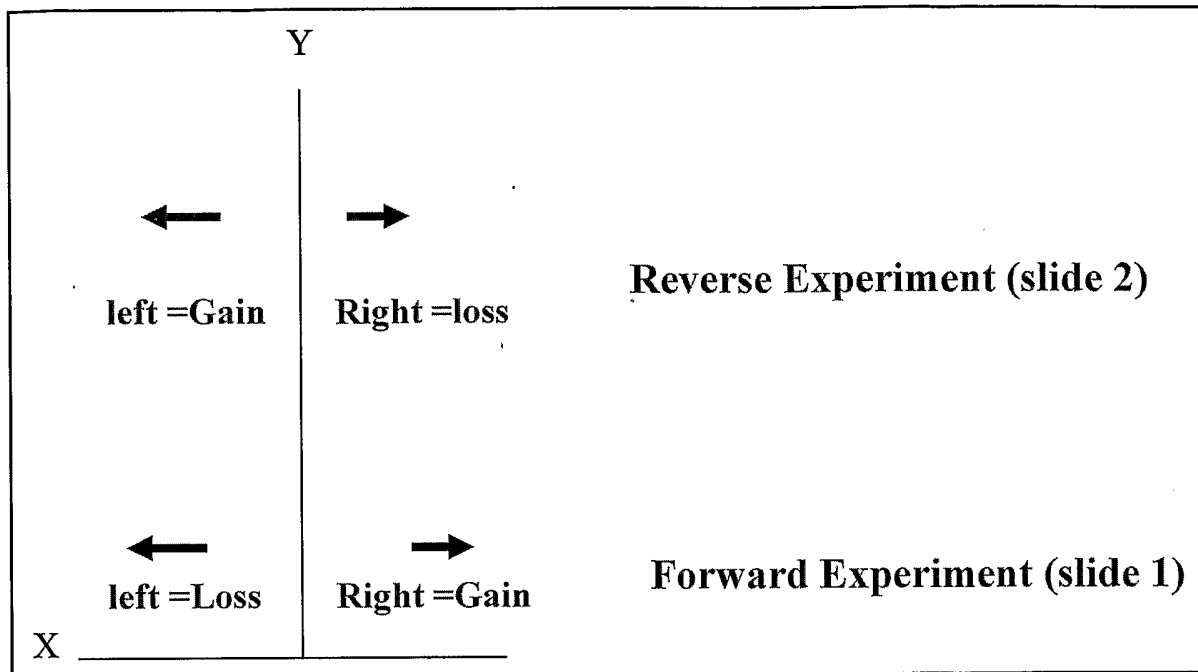 Y
Reverse Experiment (slide 2)
left =Gain
Right =loss
Forward Experiment (slide 1)
left =Loss
Right =Gain
X